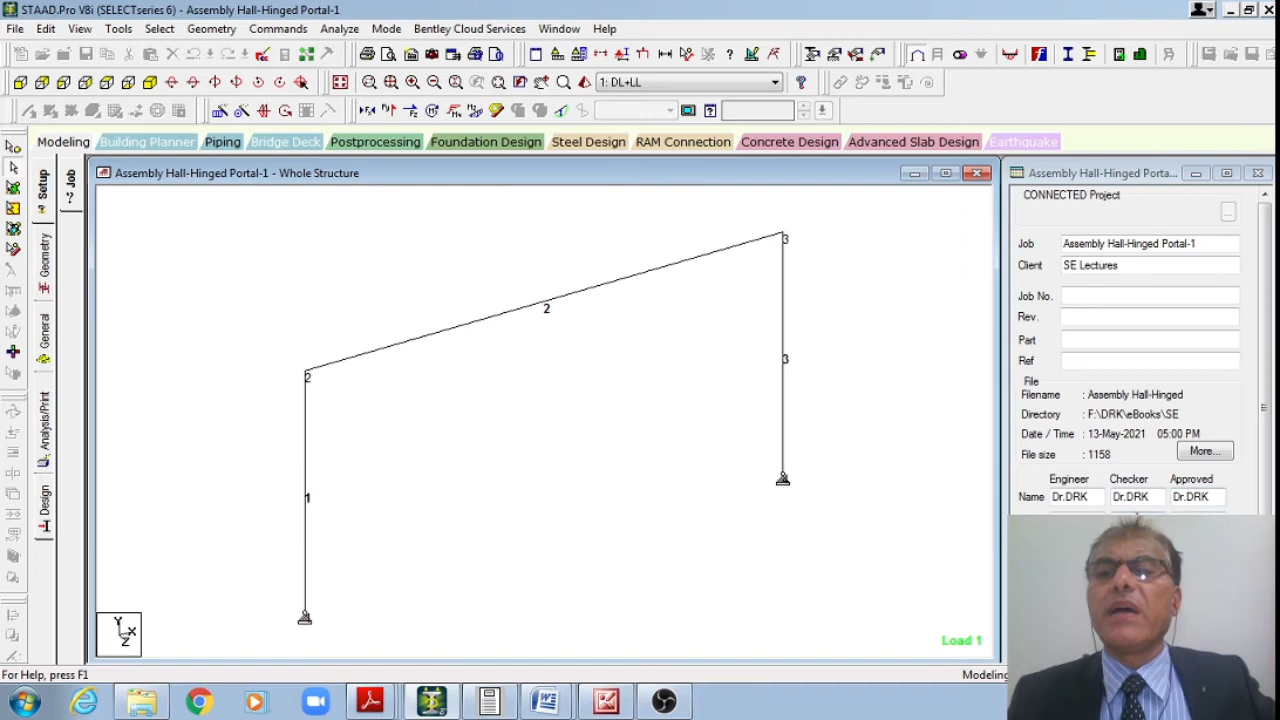 STAAD.Pro V8i (SELECTseries 6) - Assembly Hall-Hinged Portal-1
File Edit View Tools Select Geometry Commands Analyze Mode Bentley Cloud Services Window Help
1: DL+LL
Modeling Building Planner Piping Bridge Deck Postprocessing Foundation Design Steel Design RAM Connection Concrete Design Advanced Slab Design Earthquake
Setup
Job
Geometry
General
Analysis/Print
Design
Assembly Hall-Hinged Portal-1 - Whole Structure
3
2
3
2
1
Y
X
Z
Load 1
Assembly Hall-Hinged Porta...
CONNECTED Project
...
Job Assembly Hall-Hinged Portal-1
Client SE Lectures
Job No.
Rev.
Part
Ref
File
Filename : Assembly Hall-Hinged
Directory : F:\DRK\eBooks\SE
Date / Time : 13-May-2021 05:00 PM
File size : 1158
More...
Engineer Checker Approved
Name Dr.DRK Dr.DRK Dr.DRK
For Help, press F1
Modeling